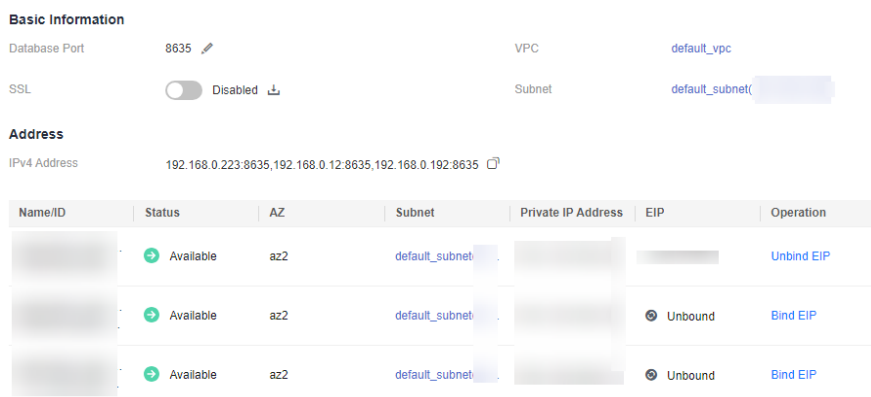 Basic Information
Database Port 8635 VPC default_vpc
SSL Disabled Subnet default_subnet(
Address
IPv4 Address 192.168.0.223:8635,192.168.0.12:8635,192.168.0.192:8635
Name/ID Status AZ Subnet Private IP Address EIP Operation
Available az2 default_subnet Unbind EIP
Available az2 default_subnet Unbound Bind EIP
Available az2 default_subnet Unbound Bind EIP